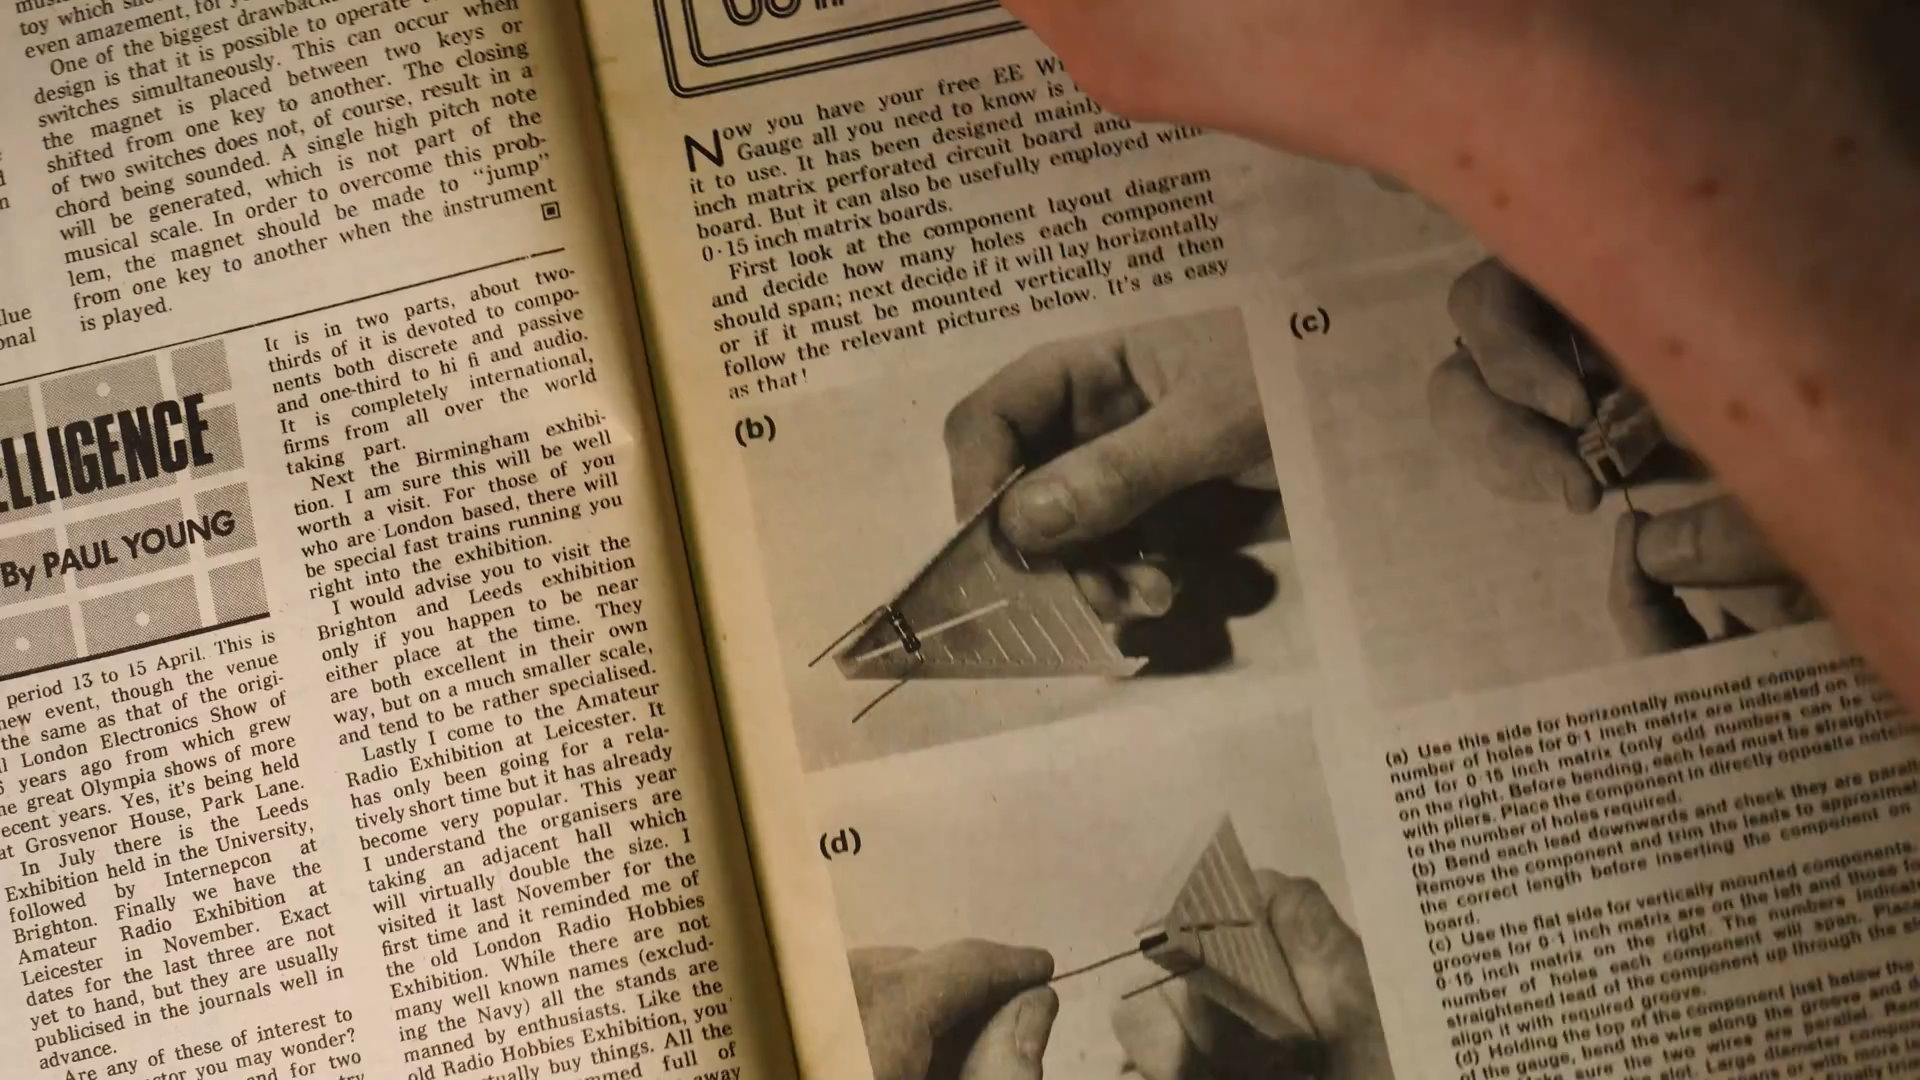 toy which
even amazement, for
One of the biggest drawbacks
design is that it is possible to operate
switches simultaneously. This can occur when
the magnet is placed between two keys or
shifted from one key to another. The closing
of two switches does not, of course, result in a
chord being sounded. A single high pitch note
will be generated, which is not part of the
musical scale. In order to overcome this prob-
lem, the magnet should be made to "jump"
from one key to another when the instrument
is played.
ELLIGENCE
By PAUL YOUNG
period 13 to 15 April. This is
new event, though the venue
the same as that of the origi-
London Electronics Show of
years ago from which grew
great Olympia shows of more
recent years. Yes, it's being held
at Grosvenor House, Park Lane.
In July there is the Leeds
Exhibition held in the University,
followed by Internepcon at
Brighton. Finally we have the
Amateur Radio Exhibition at
Leicester in November. Exact
dates for the last three are not
yet to hand, but they are usually
publicised in the journals well in
advance.
Are any of these of interest to
you may wonder?
and for two
It is in two parts, about two-
thirds of it is devoted to compo-
nents both discrete and passive
and one-third to hi fi and audio.
It is completely international,
firms from all over the world
taking part.
Next the Birmingham exhibi-
tion. I am sure this will be well
worth a visit. For those of you
who are London based, there will
be special fast trains running you
right into the exhibition.
I would advise you to visit the
Brighton and Leeds exhibition
only if you happen to be near
either place at the time. They
are both excellent in their own
way, but on a much smaller scale,
and tend to be rather specialised.
Lastly I come to the Amateur
Radio Exhibition at Leicester. It
has only been going for a rela-
tively short time but it has already
become very popular. This year
I understand the organisers are
taking an adjacent hall which
will virtually double the size. I
visited it last November for the
first time and it reminded me of
the old London Radio Hobbies
Exhibition. While there are not
many well known names (exclud-
ing the Navy) all the stands are
manned by enthusiasts. Like the
old Radio Hobbies Exhibition, you
buy things. All the
full of
away
Now you have your free EE
Gauge all you need to know is
it to use. It has been designed mainly
inch matrix perforated circuit board and
board. But it can also be usefully employed with
0·15 inch matrix boards.
First look at the component layout diagram
and decide how many holes each component
should span; next decide if it will lay horizontally
or if it must be mounted vertically and then
follow the relevant pictures below. It's as easy
as that!
(b)
(c)
(d)
(a) Use this side for horizontally mounted components
number of holes for 0·1 inch matrix are indicated on
and for 0·15 inch matrix (only odd numbers can be
on the right. Before bending, each lead must be
with pliers. Place the component in directly opposite
to the number of holes required.
(b) Bend each lead downwards and check they are
Remove the component and trim the leads to
the correct length before inserting the component on
board.
(c) Use the flat side for vertically mounted components.
grooves for 0·1 inch matrix are on the left and those
0·15 inch matrix on the right. The numbers
number of holes each component will span.
straightened lead of the component up through the
align it with required groove.
(d) Holding the top of the component just below the
of the gauge, bend the wire along the groove and
sure the two wires are parallel.
slot. Large diameter
or with more